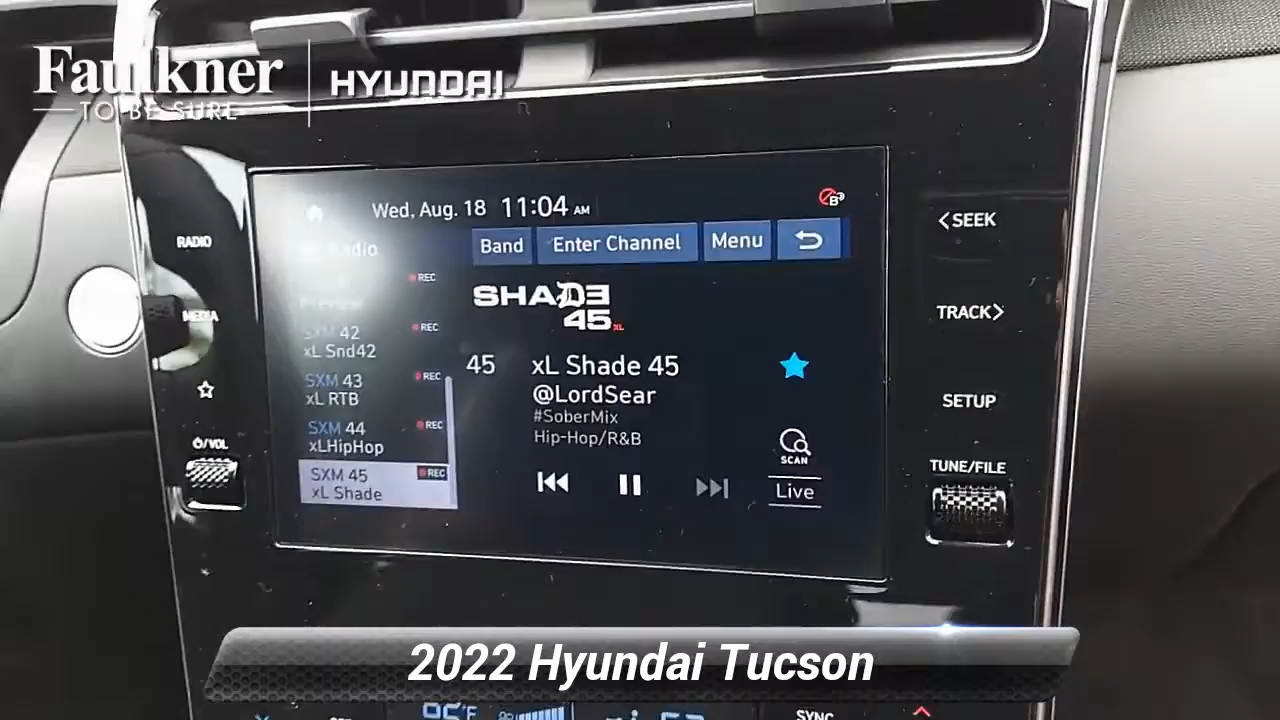 Faulkner
TO BE SURE
HYUNDAI
Wed, Aug. 18 11:04 AM
Band
Enter Channel
Menu
REC
SXM 42
xL Snd42
REC
SXM 43
xL RTB
REC
SXM 44
xLHipHop
REC
SXM 45
xL Shade
REC
SHADE
45 XL
45
xL Shade 45
@LordSear
#SoberMix
Hip-Hop/R&B
SCAN
Live
RADIO
MEDIA
/VOL
SEEK
TRACK
SETUP
TUNE/FILE
2022 Hyundai Tucson
SYNC